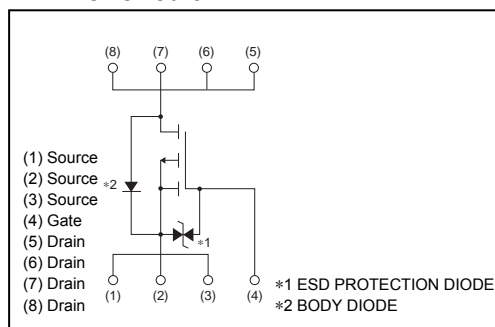 (8) (7) (6) (5)
(1) Source
(2) Source
(3) Source
(4) Gate
(5) Drain
(6) Drain
(7) Drain
(8) Drain
∗2
∗1
(1) (2) (3) (4)
∗1 ESD PROTECTION DIODE
∗2 BODY DIODE